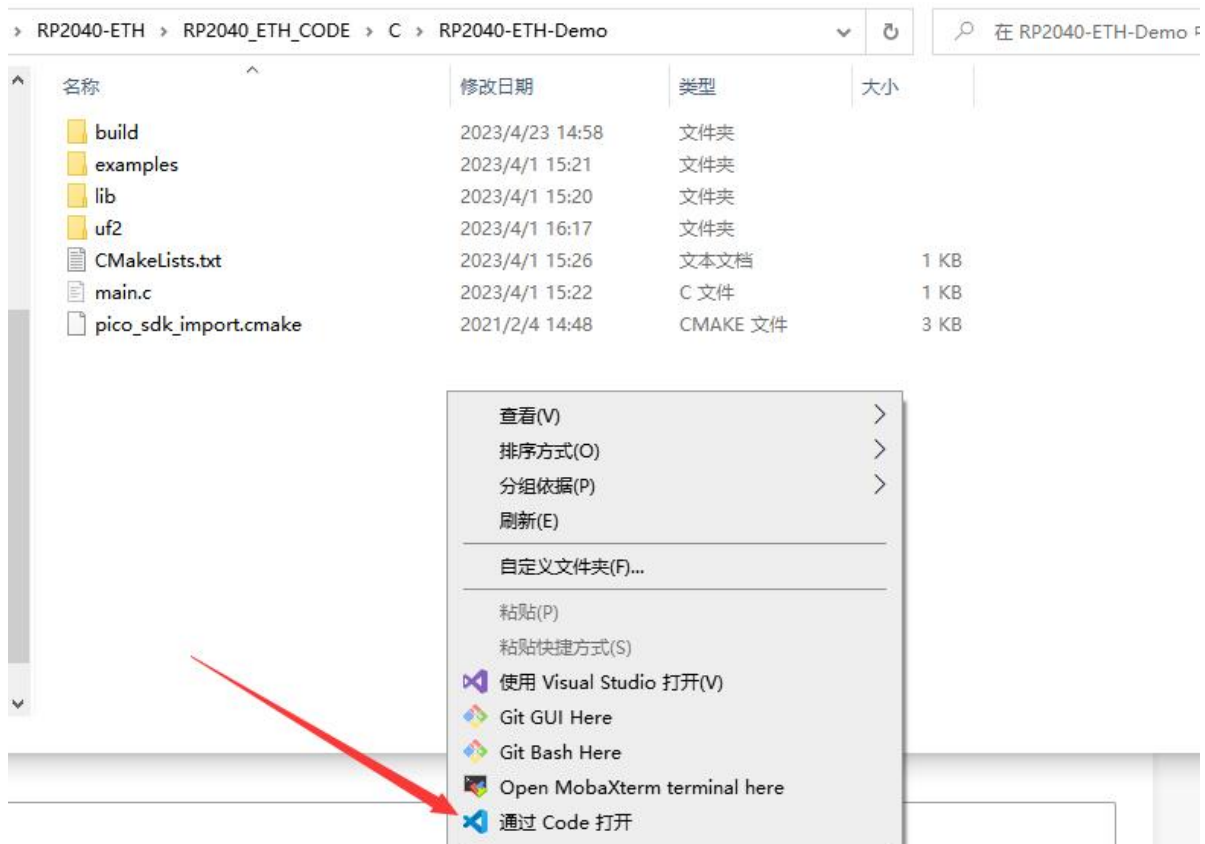 RP2040-ETH > RP2040_ETH_CODE > C > RP2040-ETH-Demo
在 RP2040-ETH-Demo
名称 修改日期 类型 大小
build 2023/4/23 14:58 文件夹
examples 2023/4/1 15:21 文件夹
lib 2023/4/1 15:20 文件夹
uf2 2023/4/1 16:17 文件夹
CMakeLists.txt 2023/4/1 15:26 文本文档 1 KB
main.c 2023/4/1 15:22 C 文件 1 KB
pico_sdk_import.cmake 2021/2/4 14:48 CMAKE 文件 3 KB
查看(V)
排序方式(O)
分组依据(P)
刷新(E)
自定义文件夹(F)...
粘贴(P)
粘贴快捷方式(S)
使用 Visual Studio 打开(V)
Git GUI Here
Git Bash Here
Open MobaXterm terminal here
通过 Code 打开